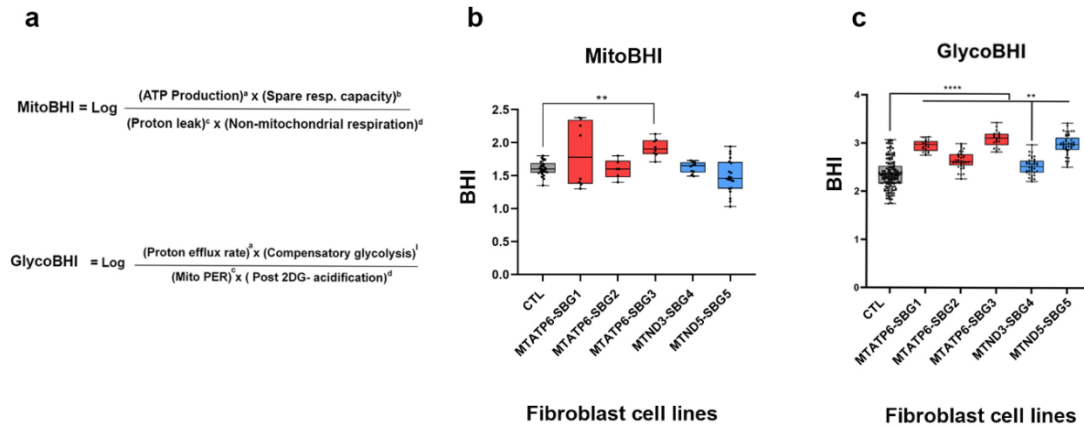 a
MitoBHI = Log
(ATP Production)ᵃ x (Spare resp. capacity)ᵇ
(Proton leak)ᶜ x (Non-mitochondrial respiration)ᵈ
GlycoBHI = Log
(Proton efflux rate)ᵃ x (Compensatory glycolysis)ˡ
(Mito PER)ᶜ x ( Post 2DG- acidification)ᵈ
b
MitoBHI
**
BHI
2.5
2.0
1.5
1.0
0.5
0.0
CTL
MTATP6-SBG1
MTATP6-SBG2
MTATP6-SBG3
MTND3-SBG4
MTND5-SBG5
Fibroblast cell lines
c
GlycoBHI
****
**
BHI
4
3
2
1
0
CTL
MTATP6-SBG1
MTATP6-SBG2
MTATP6-SBG3
MTND3-SBG4
MTND5-SBG5
Fibroblast cell lines